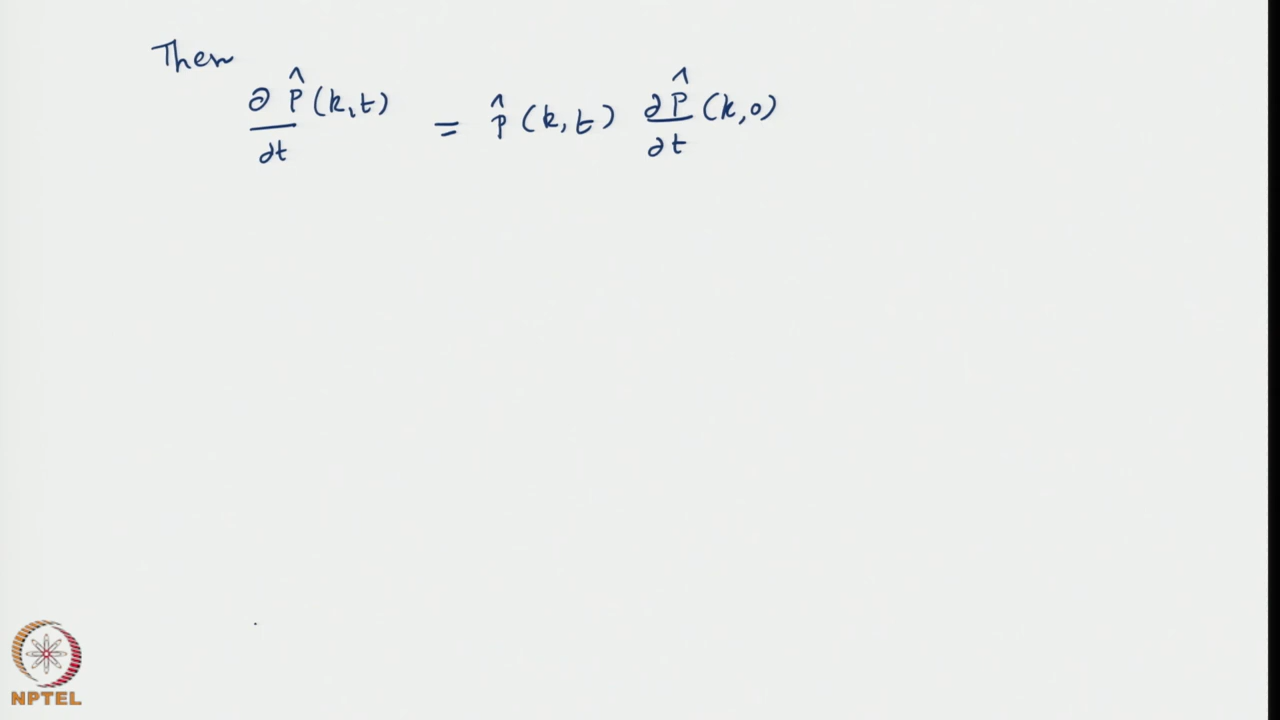 Then
∂ P̂(k,t) / ∂t = p̂(k,t) ∂P̂/∂t (k,0)
NPTEL